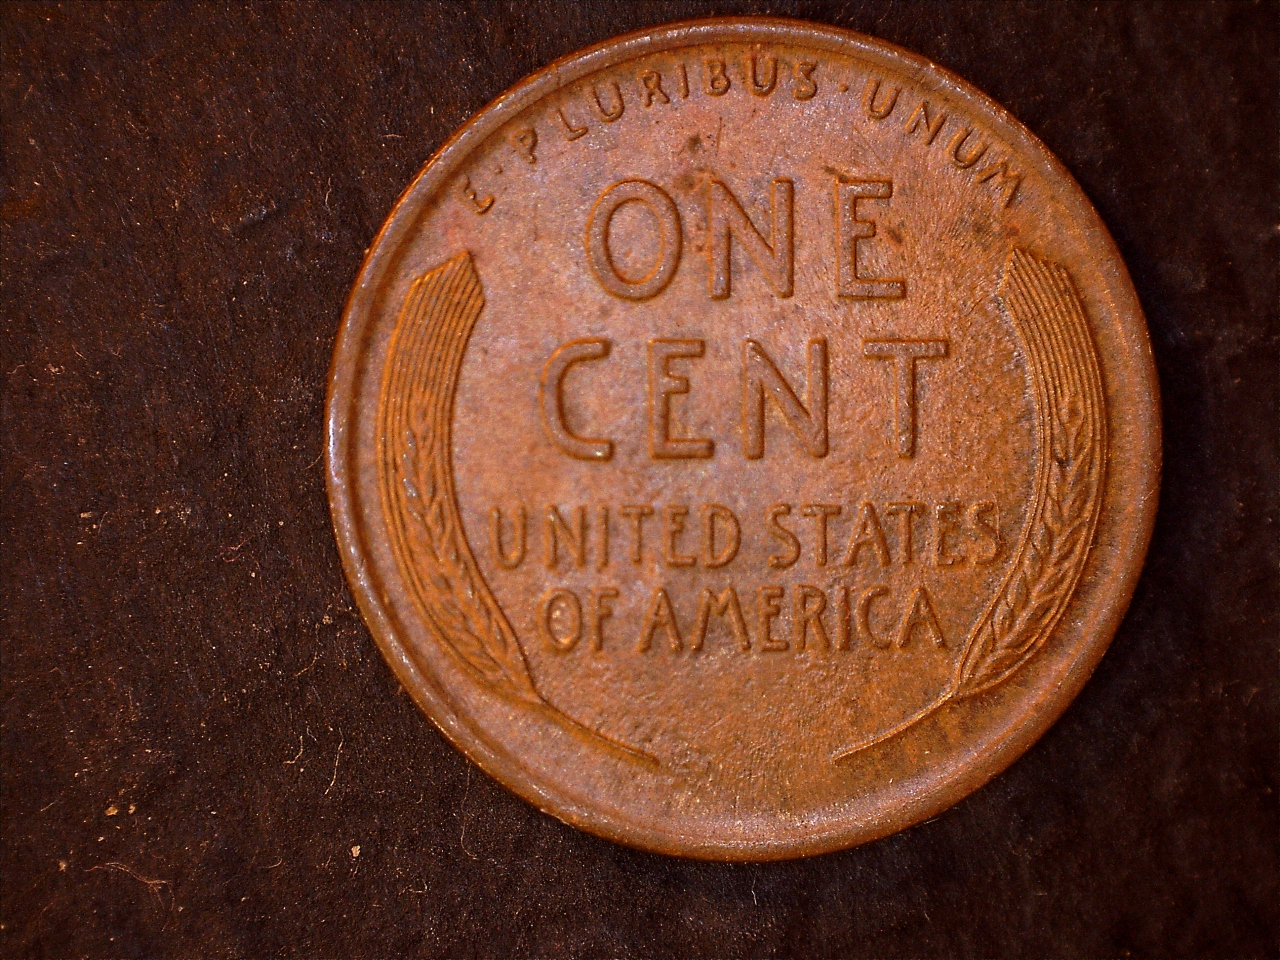 E·PLURIBUS·UNUM
ONE
CENT
UNITED STATES
OF AMERICA